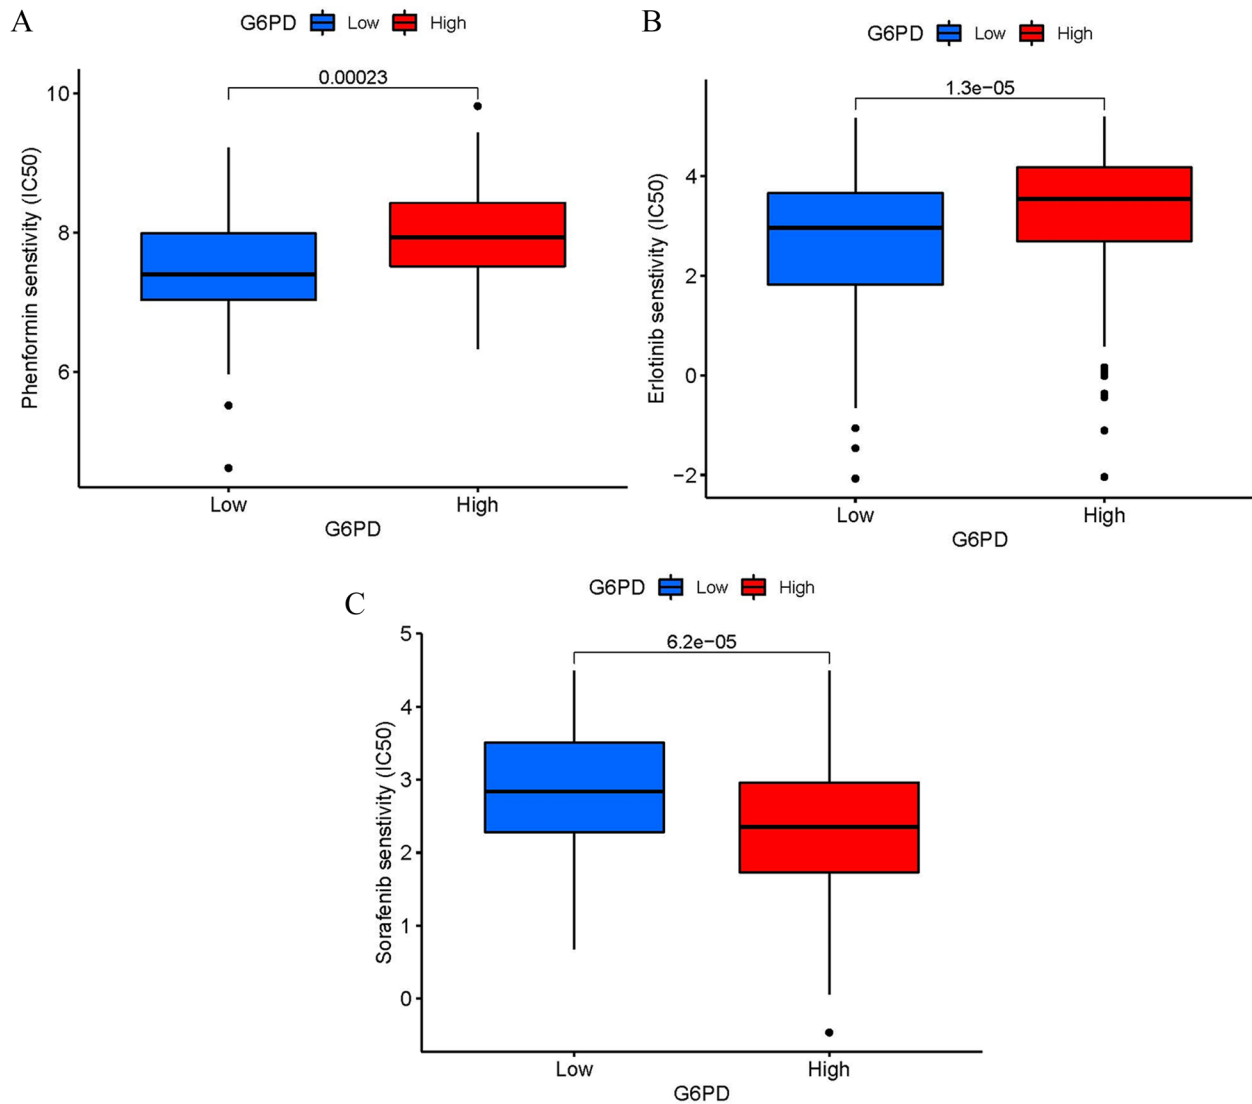 A
G6PD Low High
0.00023
10
8
6
Phenformin senstivity (IC50)
Low High
G6PD
B
G6PD Low High
1.3e−05
4
2
0
−2
Erlotinib senstivity (IC50)
Low High
G6PD
C
G6PD Low High
6.2e−05
5
4
3
2
1
0
Sorafenib senstivity (IC50)
Low High
G6PD